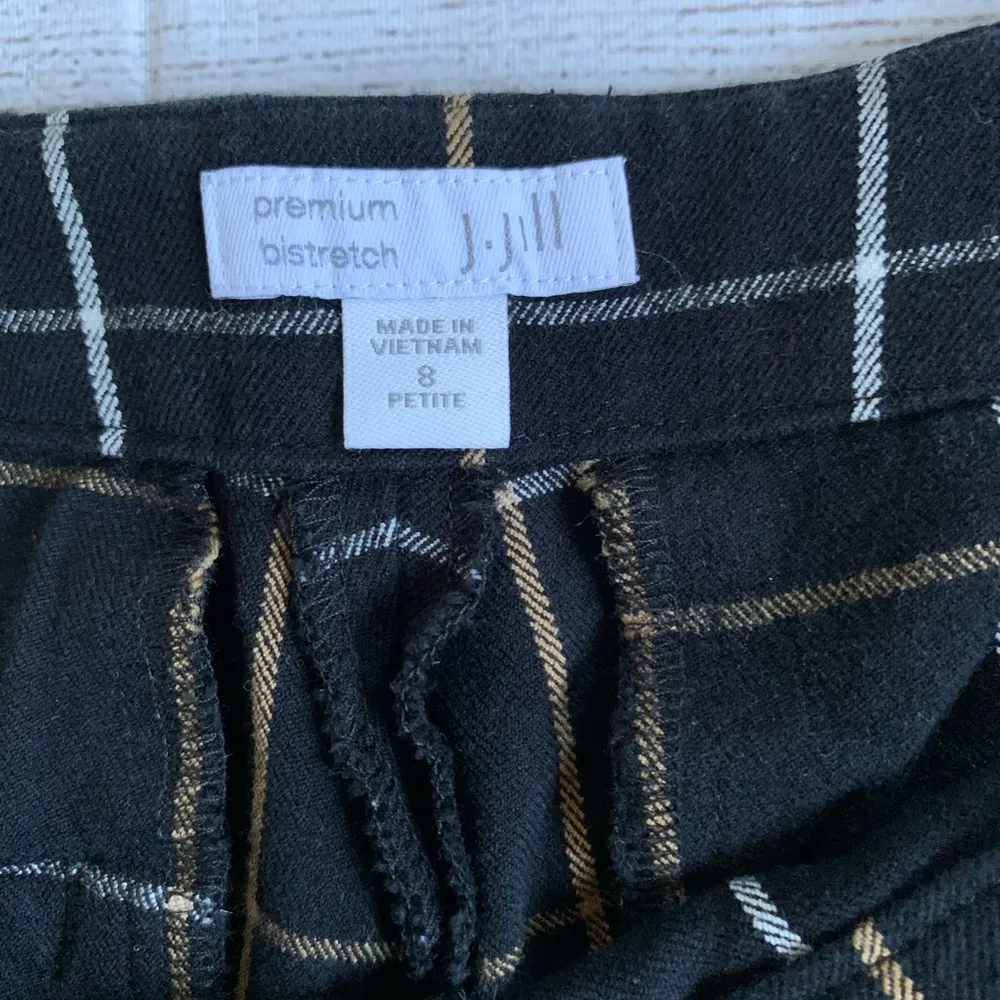 premium
bistretch
J.Jill
MADE IN
VIETNAM
8
PETITE